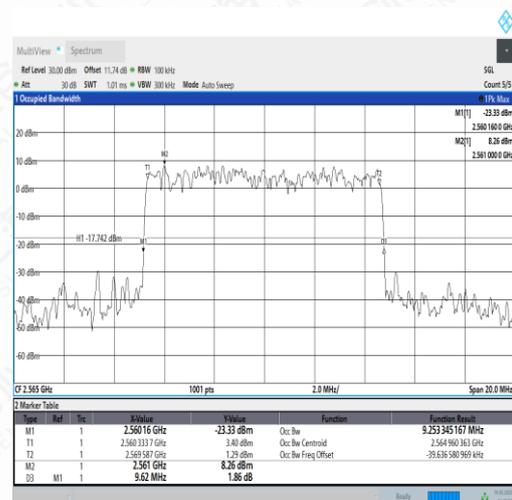 MultiView Spectrum
Ref Level 30.00 dBm Offset 11.74 dB RBW 100 kHz SGL
Att 30 dB SWT 1.01 ms VBW 300 kHz Mode Auto Sweep Count 5/5
1 Occupied Bandwidth 1Pk Max
M1[1] -23.33 dBm
2.560 160 0 GHz
M2[1] 8.26 dBm
2.561 000 0 GHz
20 dBm
M2
T1 T2
10 dBm
0 dBm
-10 dBm
H1 -17.742 dBm
M1 D3
-20 dBm
-30 dBm
-40 dBm
-50 dBm
-60 dBm
CF 2.565 GHz 1001 pts 2.0 MHz/ Span 20.0 MHz
2 Marker Table
Type Ref Trc X-Value Y-Value Function Function Result
M1 1 2.56016 GHz -23.33 dBm Occ Bw 9.253 345 167 MHz
T1 1 2.560 333 7 GHz 3.40 dBm Occ Bw Centroid 2.564 960 363 GHz
T2 1 2.569 587 GHz 1.29 dBm Occ Bw Freq Offset -39.636 580 969 kHz
M2 1 2.561 GHz 8.26 dBm
D3 M1 1 9.62 MHz 1.86 dB
Ready